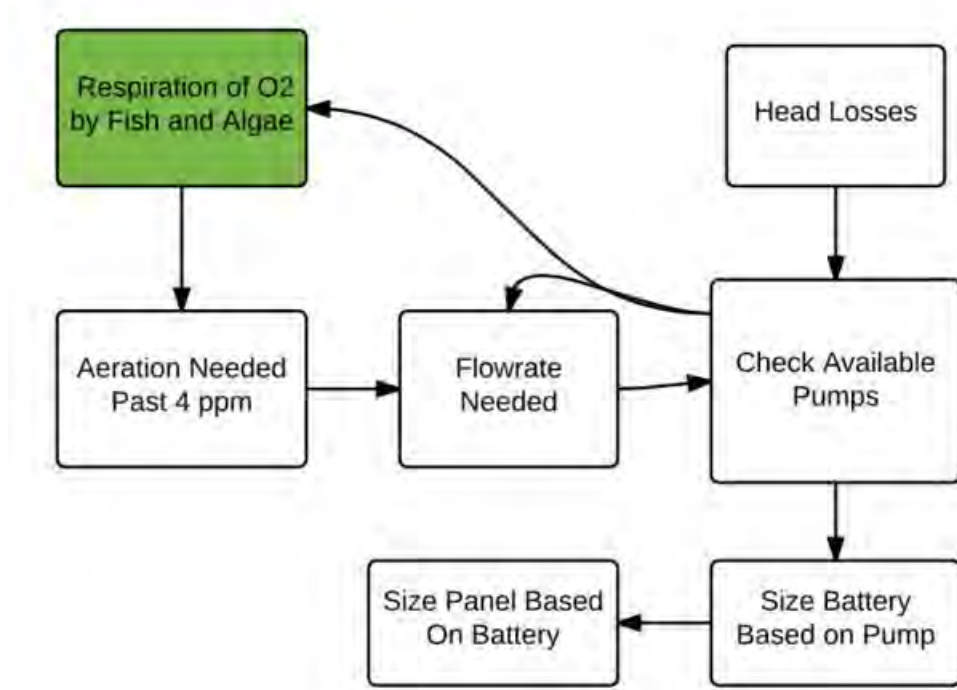 Respiration of O2
by Fish and Algae
Head Losses
Aeration Needed
Past 4 ppm
Flowrate
Needed
Check Available
Pumps
Size Panel Based
On Battery
Size Battery
Based on Pump